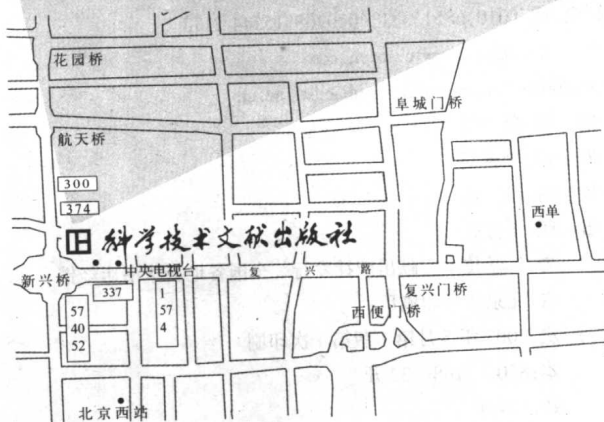 花园桥
阜城门桥
航天桥
300
374
西单
科学技术文献出版社
中央电视台
复兴路
新兴桥
337
1
57
4
57
40
52
复兴门桥
西便门桥
北京西站